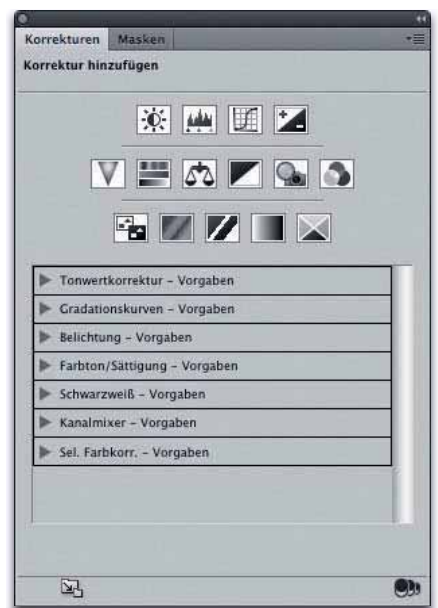 Korrekturen Masken
Korrektur hinzufügen
Tonwertkorrektur – Vorgaben
Gradationskurven – Vorgaben
Belichtung – Vorgaben
Farbton/Sättigung – Vorgaben
Schwarzweiß – Vorgaben
Kanalmixer – Vorgaben
Sel. Farbkorr. – Vorgaben